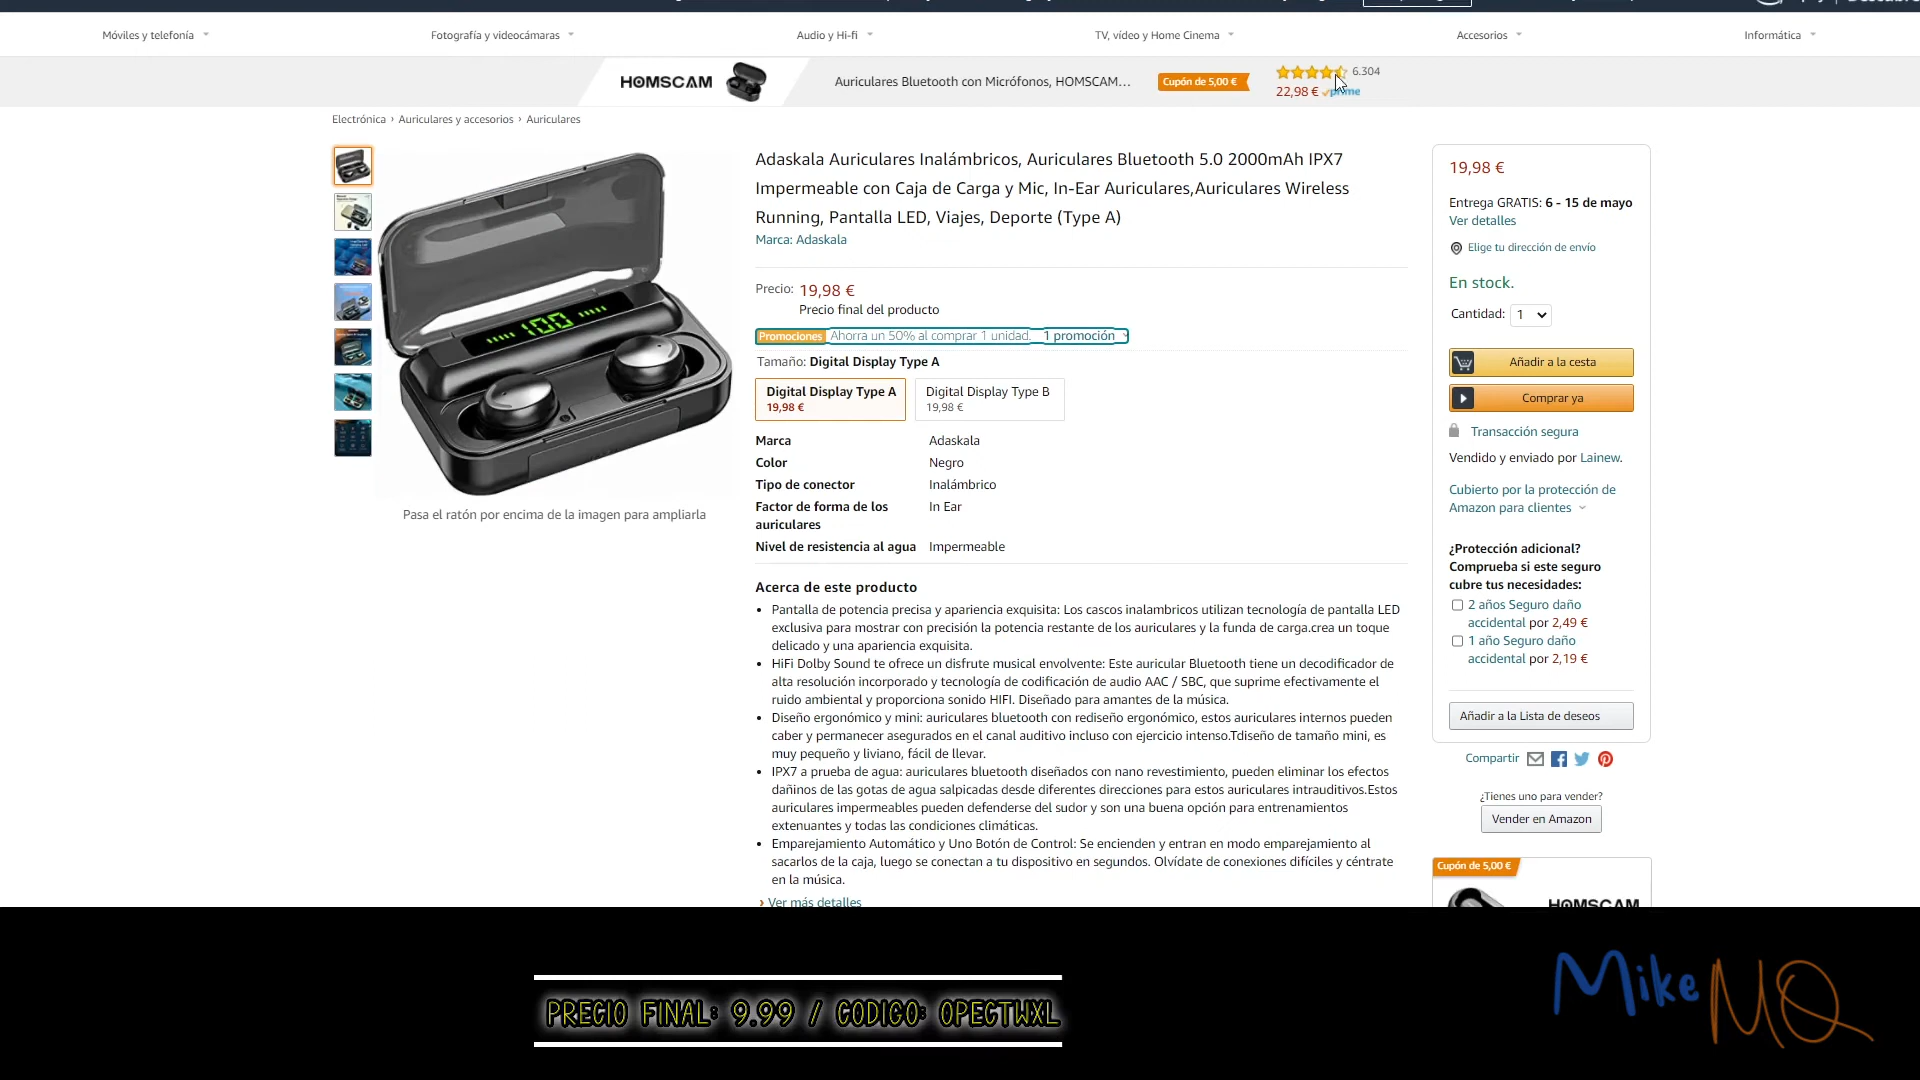 Móviles y telefonía
Fotografía y videocámaras
Audio y Hi-fi
TV, vídeo y Home Cinema
Accesorios
Informática
HOMSCAM
Auriculares Bluetooth con Micrófonos, HOMSCAM...
Cupón de 5,00 €
6.304
22,98 € prime
Electrónica › Auriculares y accesorios › Auriculares
Adaskala Auriculares Inalámbricos, Auriculares Bluetooth 5.0 2000mAh IPX7
Impermeable con Caja de Carga y Mic, In-Ear Auriculares,Auriculares Wireless
Running, Pantalla LED, Viajes, Deporte (Type A)
Marca: Adaskala
Precio: 19,98 €
Precio final del producto
Promociones Ahorra un 50% al comprar 1 unidad. 1 promoción
Tamaño: Digital Display Type A
Digital Display Type A
19,98 €
Digital Display Type B
19,98 €
Marca Adaskala
Color Negro
Tipo de conector Inalámbrico
Factor de forma de los In Ear
auriculares
Nivel de resistencia al agua Impermeable
Acerca de este producto
• Pantalla de potencia precisa y apariencia exquisita: Los cascos inalambricos utilizan tecnología de pantalla LED
exclusiva para mostrar con precisión la potencia restante de los auriculares y la funda de carga.crea un toque
delicado y una apariencia exquisita.
• HiFi Dolby Sound te ofrece un disfrute musical envolvente: Este auricular Bluetooth tiene un decodificador de
alta resolución incorporado y tecnología de codificación de audio AAC / SBC, que suprime efectivamente el
ruido ambiental y proporciona sonido HIFI. Diseñado para amantes de la música.
• Diseño ergonómico y mini: auriculares bluetooth con rediseño ergonómico, estos auriculares internos pueden
caber y permanecer asegurados en el canal auditivo incluso con ejercicio intenso.Tdiseño de tamaño mini, es
muy pequeño y liviano, fácil de llevar.
• IPX7 a prueba de agua: auriculares bluetooth diseñados con nano revestimiento, pueden eliminar los efectos
dañinos de las gotas de agua salpicadas desde diferentes direcciones para estos auriculares intrauditivos.Estos
auriculares impermeables pueden defenderse del sudor y son una buena opción para entrenamientos
extenuantes y todas las condiciones climáticas.
• Emparejamiento Automático y Uno Botón de Control: Se encienden y entran en modo emparejamiento al
sacarlos de la caja, luego se conectan a tu dispositivo en segundos. Olvídate de conexiones difíciles y céntrate
en la música.
› Ver más detalles
100
Pasa el ratón por encima de la imagen para ampliarla
19,98 €
Entrega GRATIS: 6 - 15 de mayo
Ver detalles
Elige tu dirección de envío
En stock.
Cantidad: 1
Añadir a la cesta
Comprar ya
Transacción segura
Vendido y enviado por Lainew.
Cubierto por la protección de
Amazon para clientes
¿Protección adicional?
Comprueba si este seguro
cubre tus necesidades:
2 años Seguro daño
accidental por 2,49 €
1 año Seguro daño
accidental por 2,19 €
Añadir a la Lista de deseos
Compartir
¿Tienes uno para vender?
Vender en Amazon
Cupón de 5,00 €
HOMSCAM
PRECIO FINAL: 9.99 / CODIGO: OPECTWXL
Mike MQ